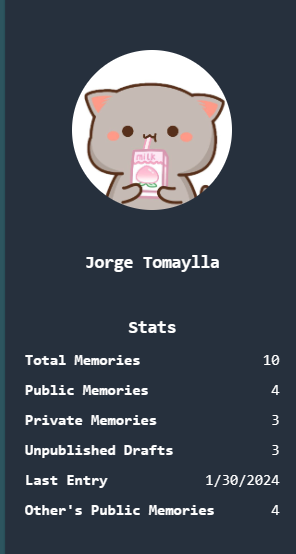 MILK
Jorge Tomaylla
Stats
Total Memories 10
Public Memories 4
Private Memories 3
Unpublished Drafts 3
Last Entry 1/30/2024
Other's Public Memories 4